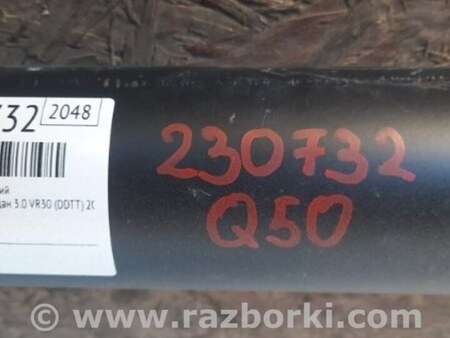 732 2048
ий
дан 3.0 VR30 (DDTT) 20
230732
Q50
www.razborki.com